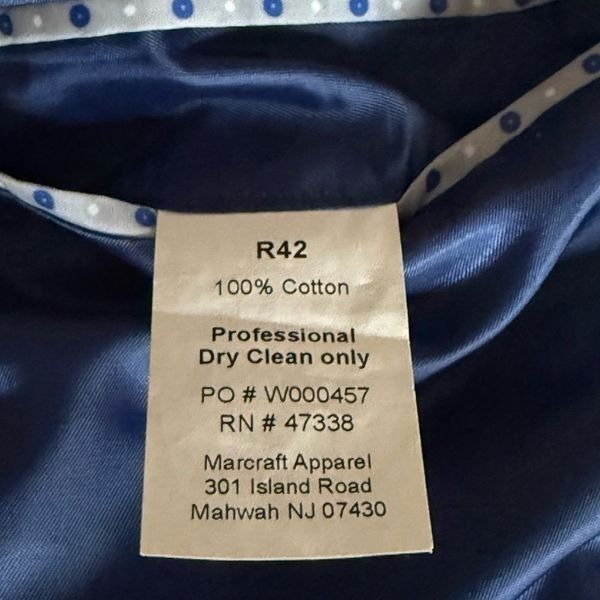 R42
100% Cotton
Professional
Dry Clean only
PO # W000457
RN # 47338
Marcraft Apparel
301 Island Road
Mahwah NJ 07430